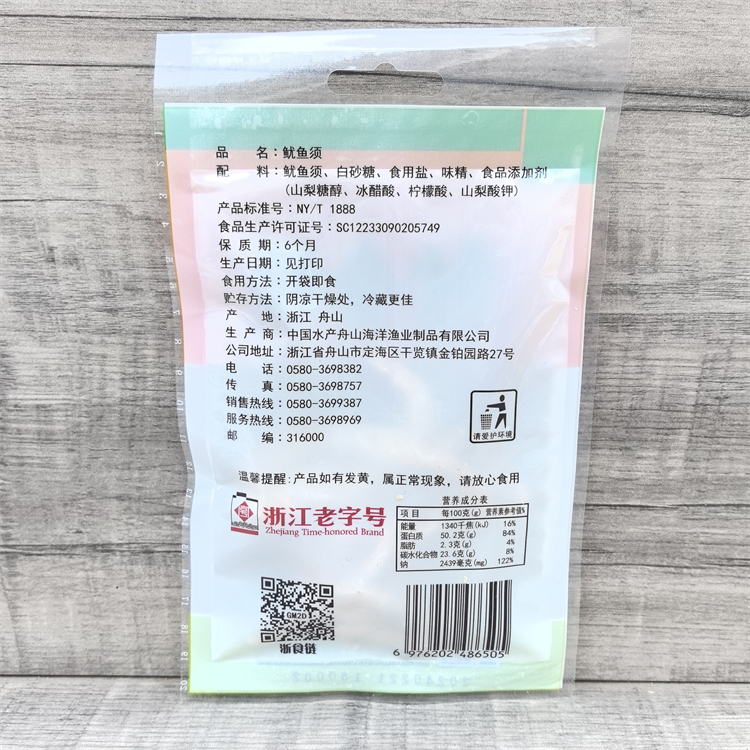 品 名：鱿鱼须
配 料：鱿鱼须、白砂糖、食用盐、味精、食品添加剂
(山梨糖醇、冰醋酸、柠檬酸、山梨酸钾)
产品标准号：NY/T 1888
食品生产许可证号：SC12233090205749
保 质 期：6个月
生产日期：见打印
食用方法：开袋即食
贮存方法：阴凉干燥处，冷藏更佳
产 地：浙江 舟山
生 产 商：中国水产舟山海洋渔业制品有限公司
公司地址：浙江省舟山市定海区干览镇金铂园路27号
电 话：0580-3698382
传 真：0580-3698757
销售热线：0580-3699387
服务热线：0580-3698969
邮 编：316000
请爱护环境
温馨提醒：产品如有发黄，属正常现象，请放心食用
浙江老字号
Zhejiang Time-honored Brand
营养成分表
项目 每100克(g) 营养素参考值%
能量 1340千焦(kJ) 16%
蛋白质 50.2克(g) 84%
脂肪 2.3克(g) 4%
碳水化合物 23.6克(g) 8%
钠 2439毫克(mg) 122%
GM2D
6 976202 486505